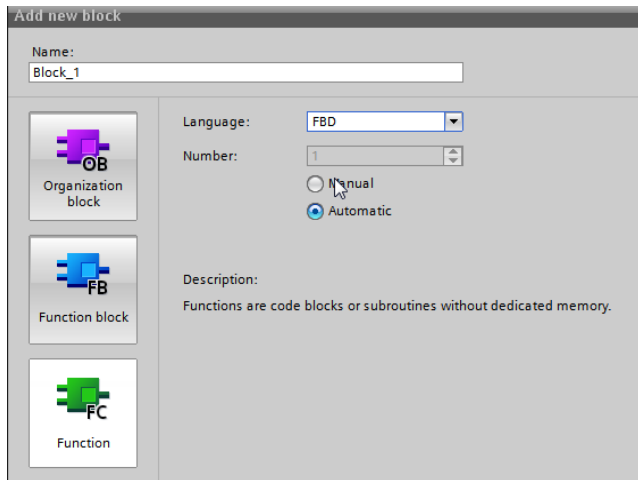 Add new block
Name:
Block_1
Language:
FBD
Number:
1
Manual
Automatic
OB
Organization
block
FB
Function block
FC
Function
Description:
Functions are code blocks or subroutines without dedicated memory.